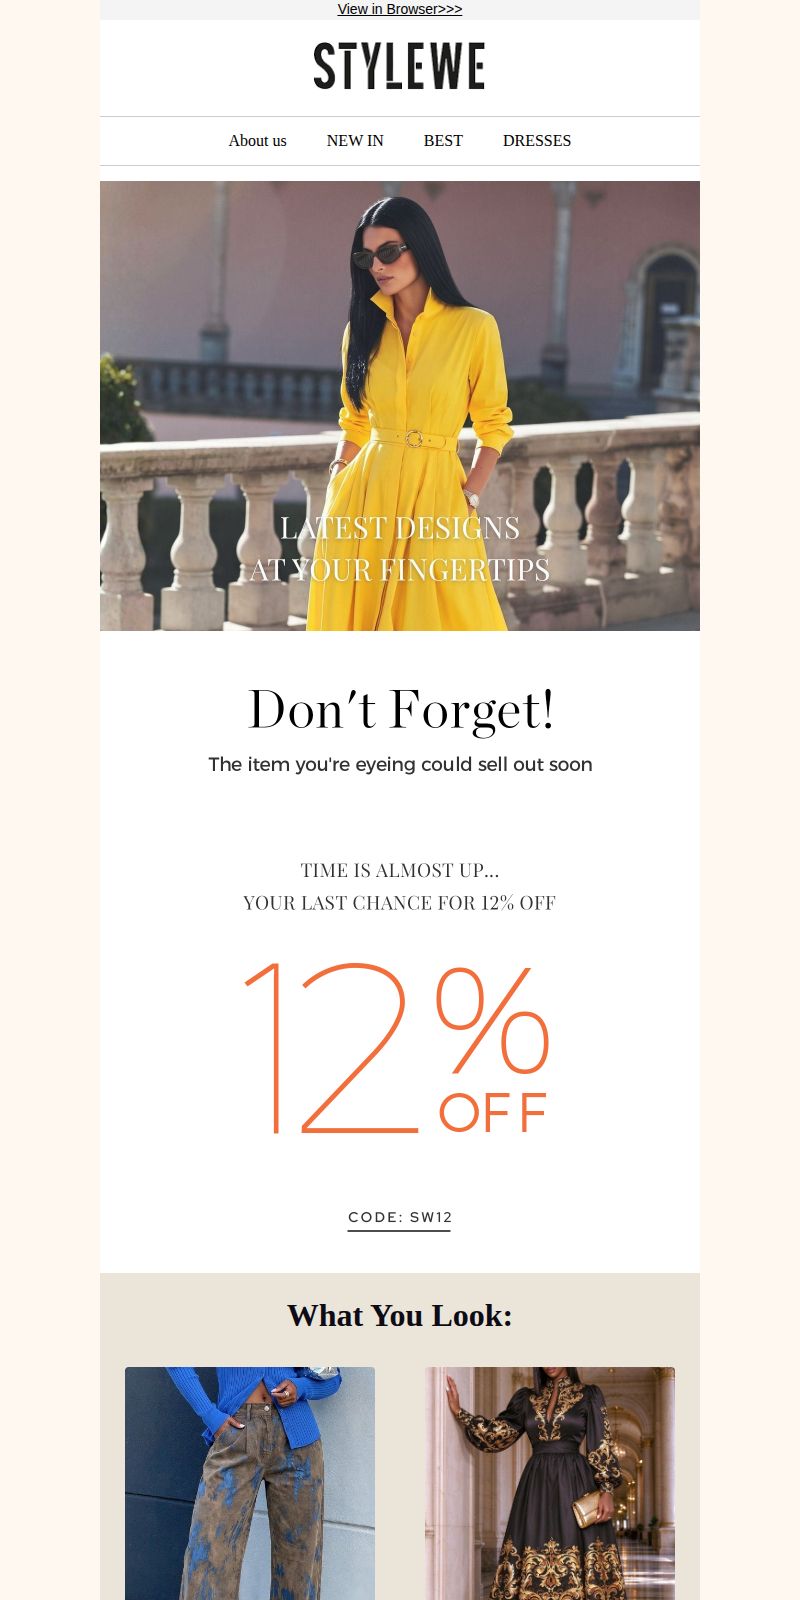 View in Browser>>>
STYLEWE
About us NEW IN BEST DRESSES
LATEST DESIGNS
AT YOUR FINGERTIPS
Don't Forget!
The item you're eyeing could sell out soon
TIME IS ALMOST UP...
YOUR LAST CHANCE FOR 12% OFF
12%
OFF
CODE: SW12
What You Look: